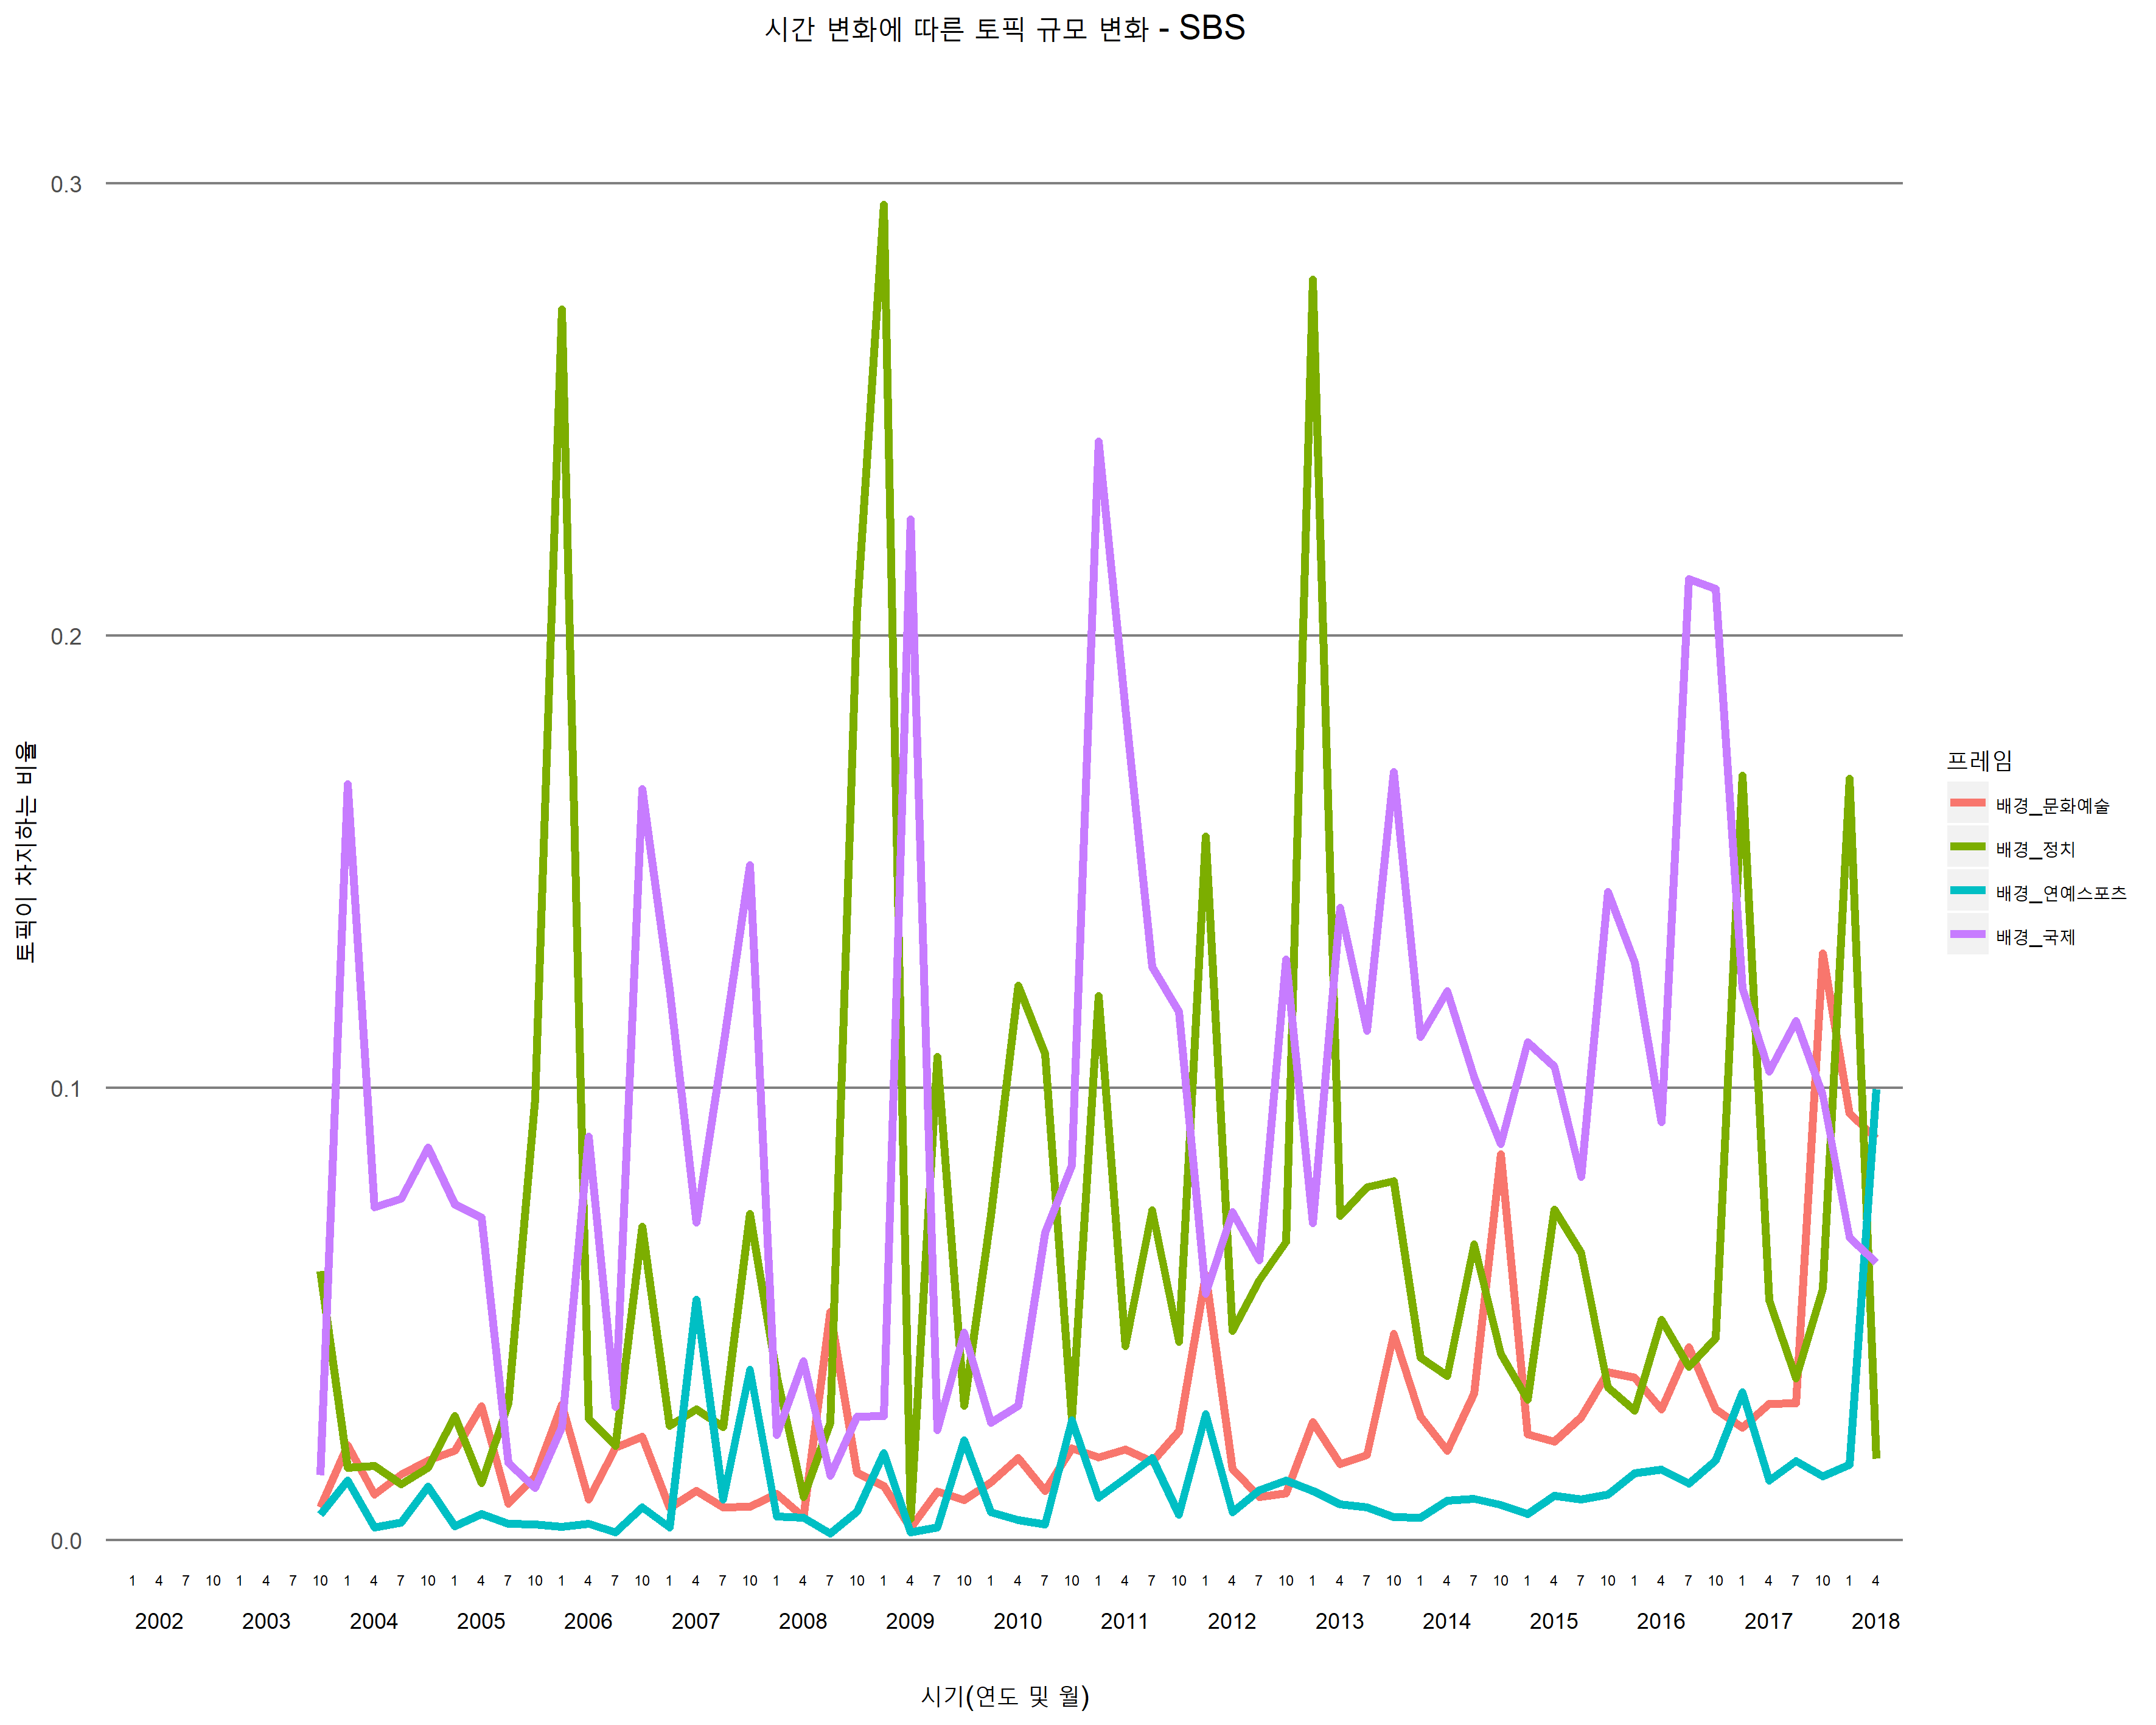 시간 변화에 따른 토픽 규모 변화 - SBS
토픽이 차지하는 비율
0.3
0.2
0.1
0.0
프레임
배경_문화예술
배경_정치
배경_연예스포츠
배경_국제
1 4 7 10 1 4 7 10 1 4 7 10 1 4 7 10 1 4 7 10 1 4 7 10 1 4 7 10 1 4 7 10 1 4 7 10 1 4 7 10 1 4 7 10 1 4 7 10 1 4 7 10 1 4 7 10 1 4 7 10 1 4 7 10 1 4
2002 2003 2004 2005 2006 2007 2008 2009 2010 2011 2012 2013 2014 2015 2016 2017 2018
시기(연도 및 월)